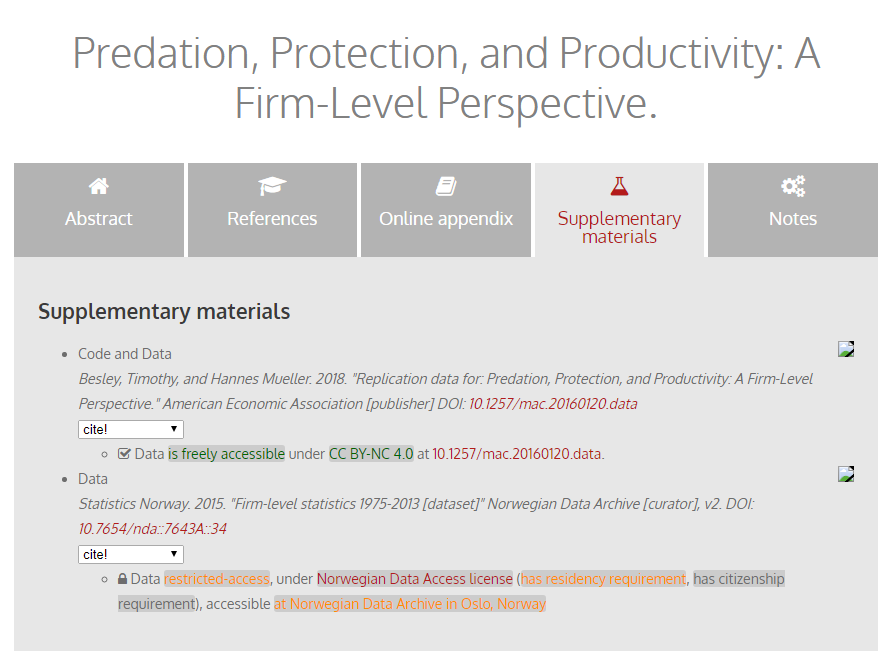 Predation, Protection, and Productivity: A
Firm-Level Perspective.
Abstract
References
Online appendix
Supplementary
materials
Notes
Supplementary materials
Code and Data
Besley, Timothy, and Hannes Mueller. 2018. "Replication data for: Predation, Protection, and Productivity: A Firm-Level
Perspective." American Economic Association [publisher] DOI: 10.1257/mac.20160120.data
cite!
Data is freely accessible under CC BY-NC 4.0 at 10.1257/mac.20160120.data.
Data
Statistics Norway. 2015. "Firm-level statistics 1975-2013 [dataset]" Norwegian Data Archive [curator], v2. DOI:
10.7654/nda::7643A::34
cite!
Data restricted-access, under Norwegian Data Access license (has residency requirement, has citizenship
requirement), accessible at Norwegian Data Archive in Oslo, Norway